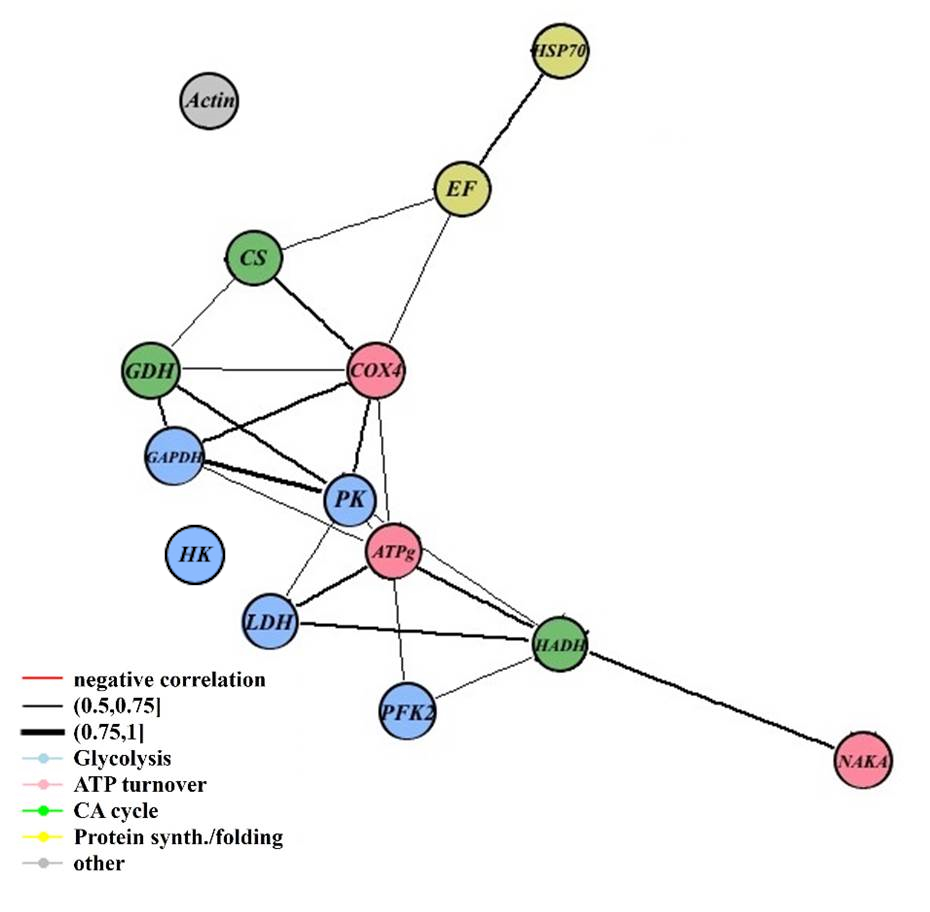 HSP70
Actin
EF
CS
GDH
COX4
GAPDH
PK
HK
ATPg
LDH
HADH
PFK2
NAKA
negative correlation
(0.5,0.75]
(0.75,1]
Glycolysis
ATP turnover
CA cycle
Protein synth./folding
other